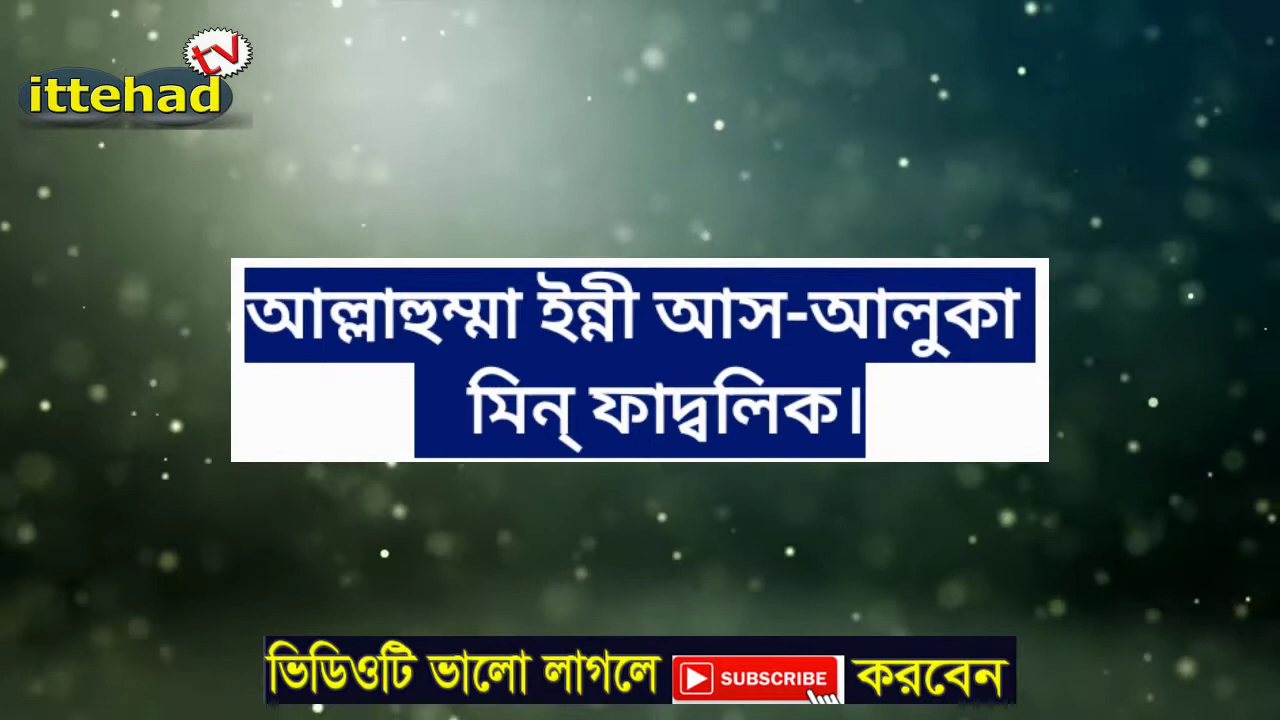 ittehad tv
আল্লাহুম্মা ইন্নী আস-আলুকা
মিন্ ফাদ্বলিক।
ভিডিওটি ভালো লাগলে SUBSCRIBE করবেন